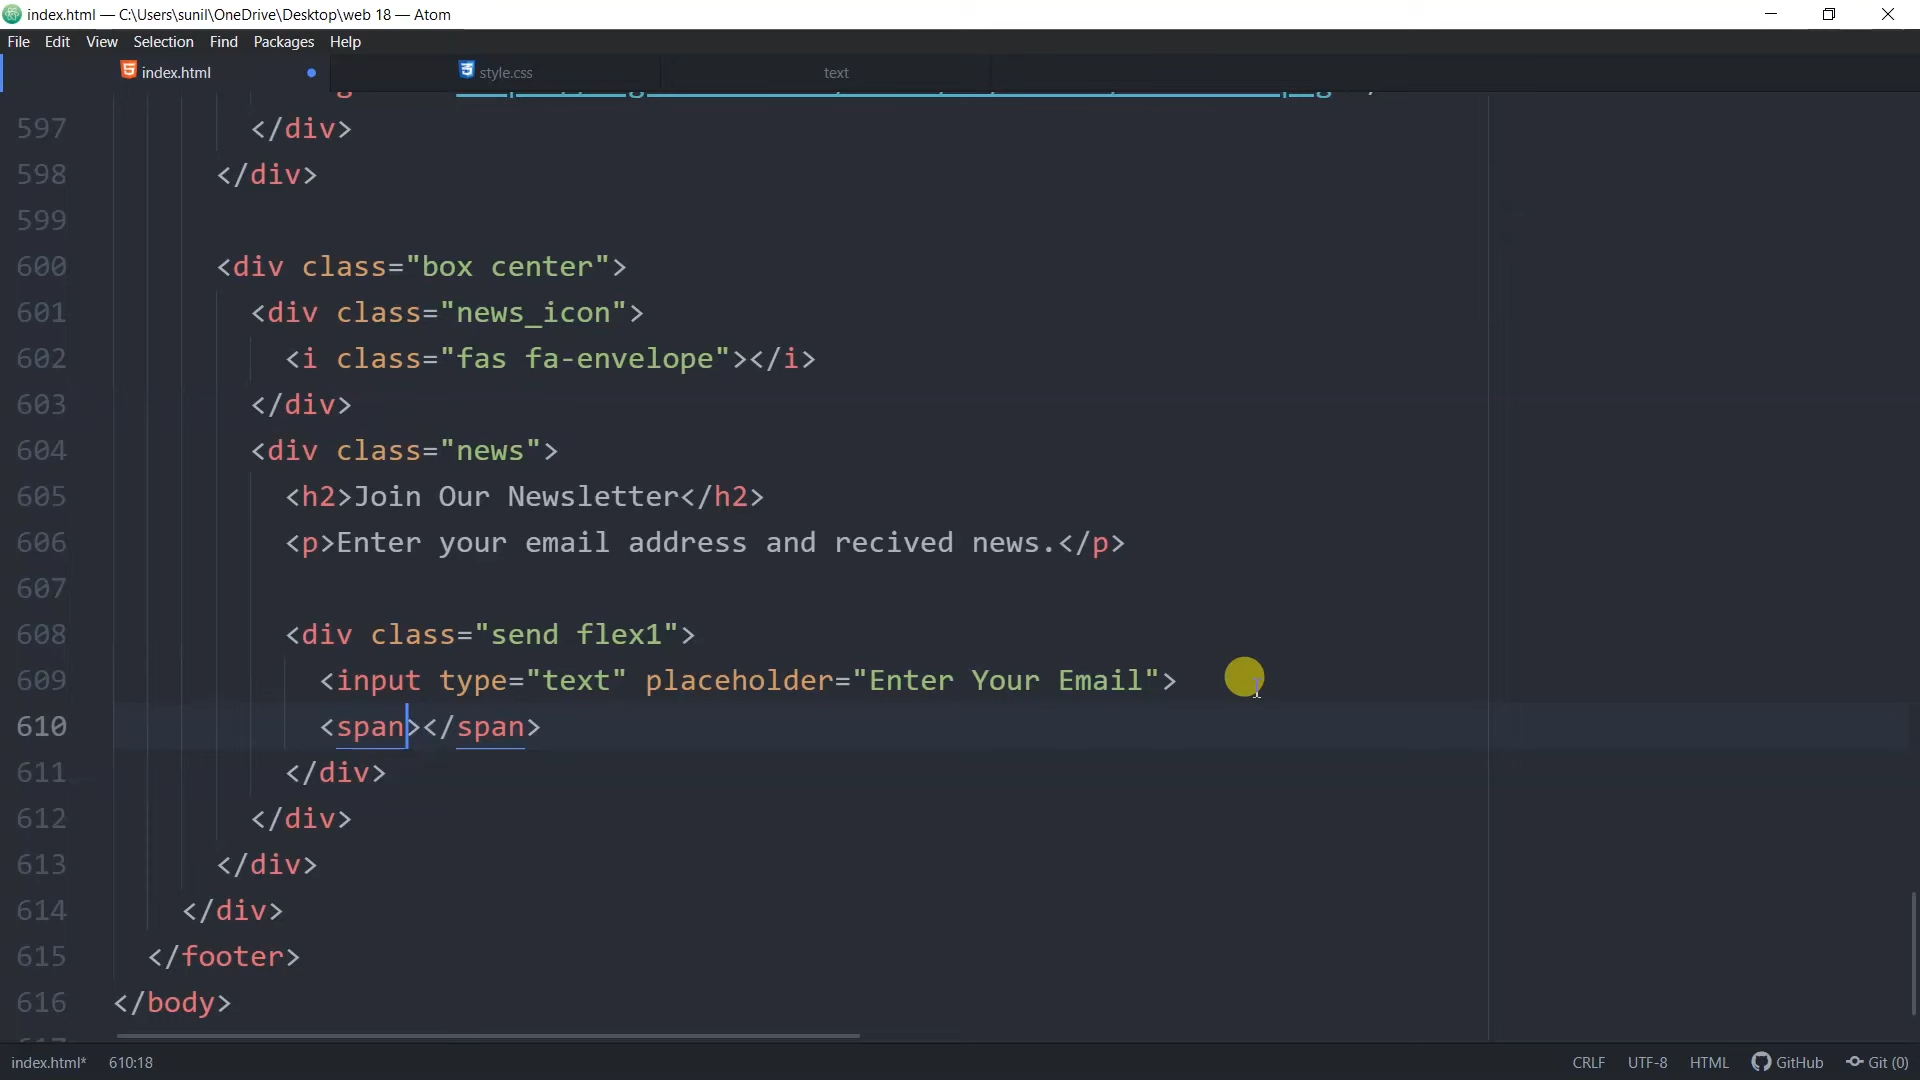 index.html — C:\Users\sunil\OneDrive\Desktop\web 18 — Atom
File Edit View Selection Find Packages Help
index.html style.css text
597 </div>
598 </div>
599
600 <div class="box center">
601 <div class="news_icon">
602 <i class="fas fa-envelope"></i>
603 </div>
604 <div class="news">
605 <h2>Join Our Newsletter</h2>
606 <p>Enter your email address and recived news.</p>
607
608 <div class="send flex1">
609 <input type="text" placeholder="Enter Your Email">
610 <span></span>
611 </div>
612 </div>
613 </div>
614 </div>
615 </footer>
616 </body>
index.html* 610:18 CRLF UTF-8 HTML GitHub Git (0)